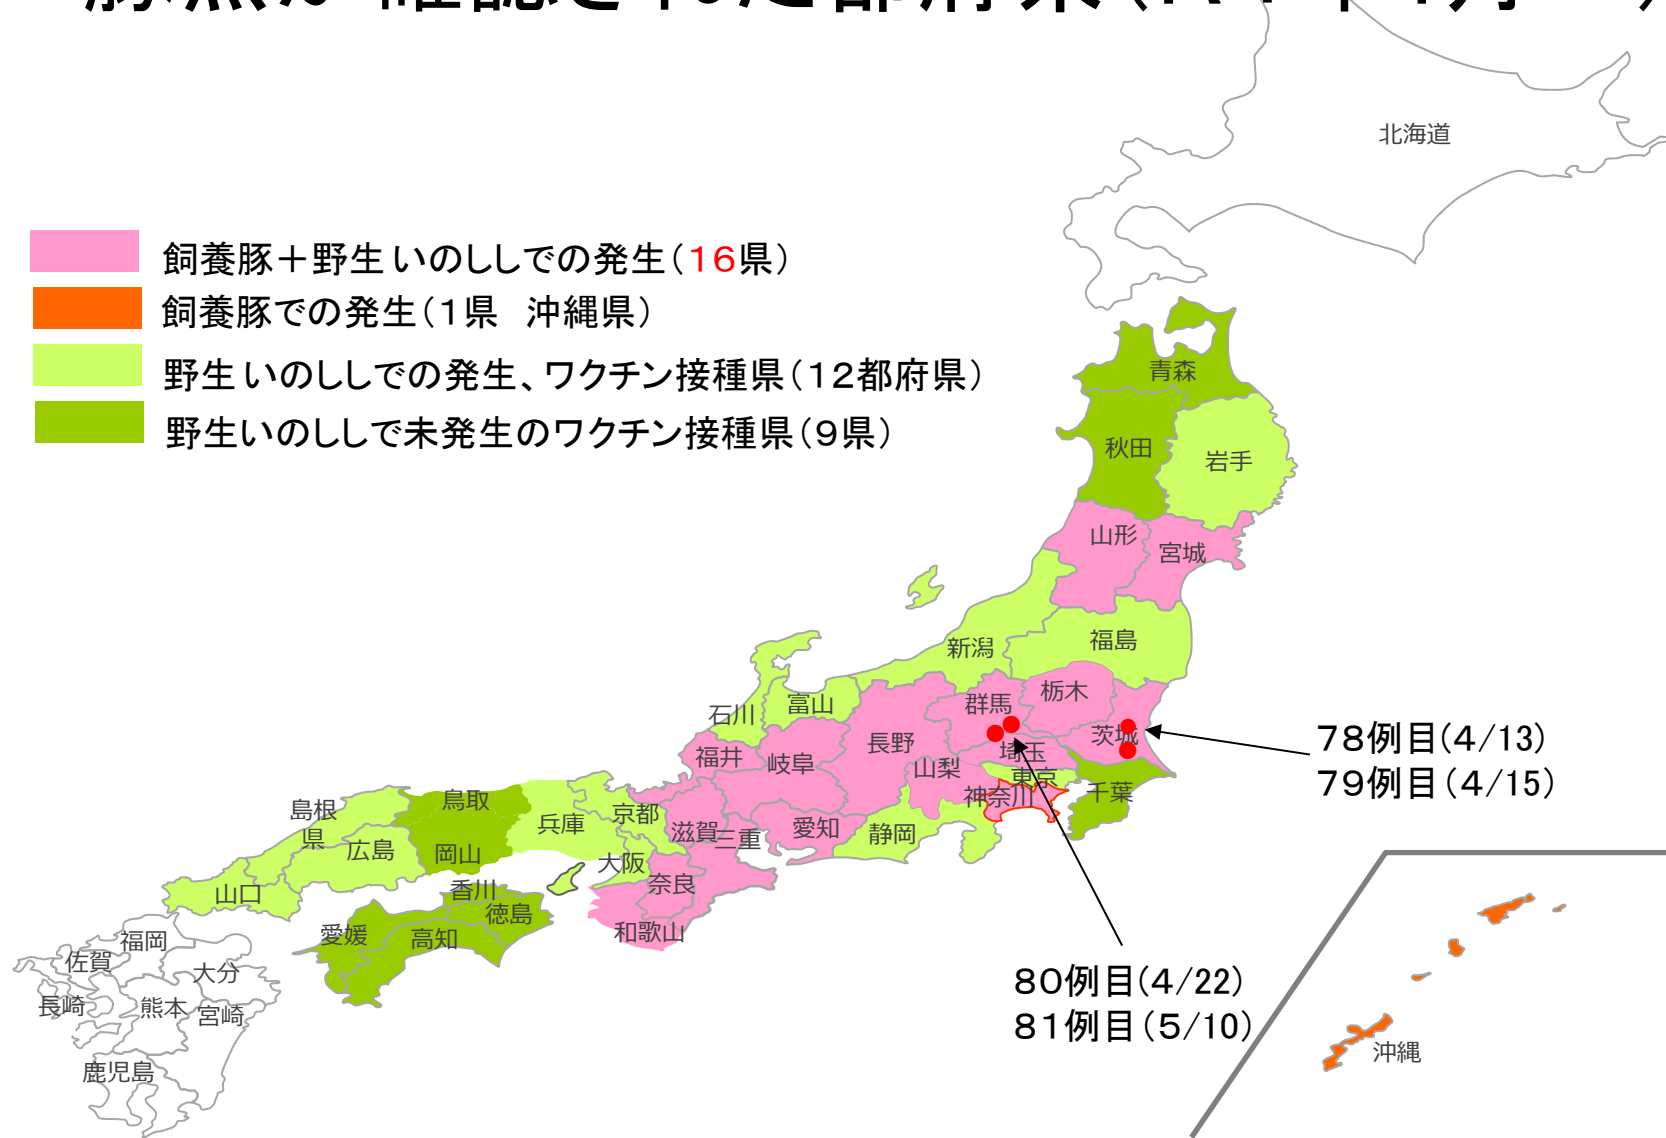 飼養豚＋野生いのししでの発生（16県）
飼養豚での発生（1県　沖縄県）
野生いのししでの発生、ワクチン接種県（12都府県）
野生いのししで未発生のワクチン接種県（9県）
北海道
青森
秋田
岩手
山形
宮城
新潟
福島
石川
富山
群馬
栃木
茨城
福井
岐阜
長野
埼玉
山梨
東京
神奈川
千葉
78例目(4/13)
79例目(4/15)
島根
県
鳥取
兵庫
京都
滋賀
三重
愛知
静岡
広島
岡山
大阪
山口
香川
奈良
徳島
愛媛
高知
和歌山
福岡
佐賀
大分
長崎
熊本
宮崎
鹿児島
80例目(4/22)
81例目(5/10)
沖縄